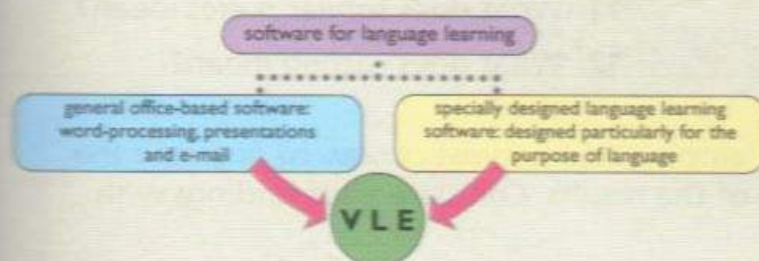 software for language learning
general office-based software:
word-processing, presentations
and e-mail
specially designed language learning
software: designed particularly for the
purpose of language
VLE